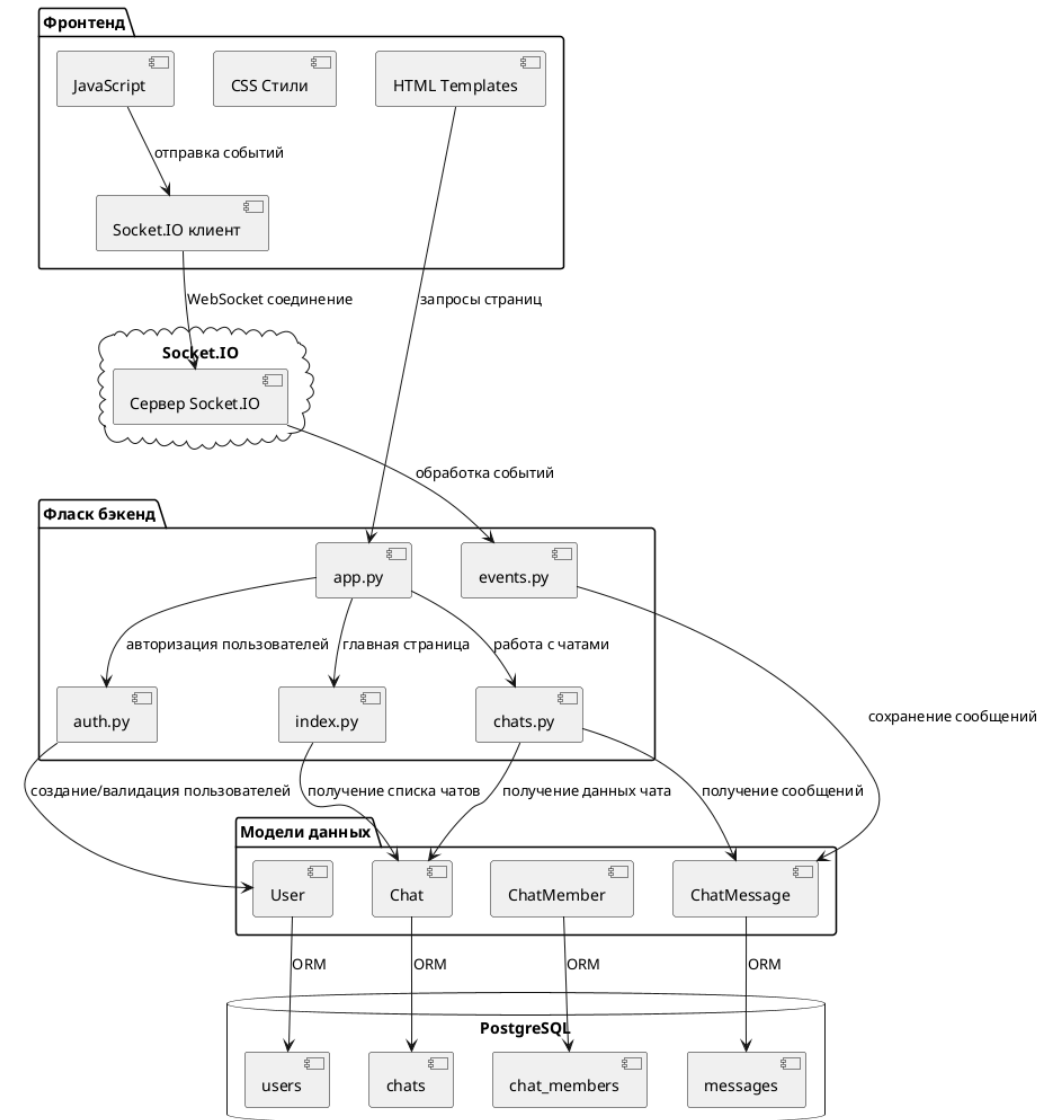 Фронтенд
JavaScript
CSS Стили
HTML Templates
отправка событий
Socket.IO клиент
WebSocket соединение
запросы страниц
Socket.IO
Сервер Socket.IO
обработка событий
Фласк бэкенд
app.py
events.py
авторизация пользователей
главная страница
работа с чатами
auth.py
index.py
chats.py
сохранение сообщений
создание/валидация пользователей
получение списка чатов
получение данных чата
получение сообщений
Модели данных
User
Chat
ChatMember
ChatMessage
ORM
ORM
ORM
ORM
PostgreSQL
users
chats
chat_members
messages